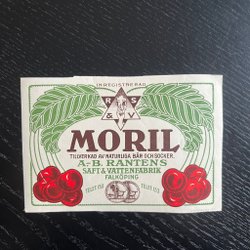 INREGISTRERAD
R S
& V
MORIL
TILLVERKAD AV NATURLIGA BÄR OCH SOCKER.
A.-B. RANTENS
SAFT & VATTENFABRIK
FALKÖPING